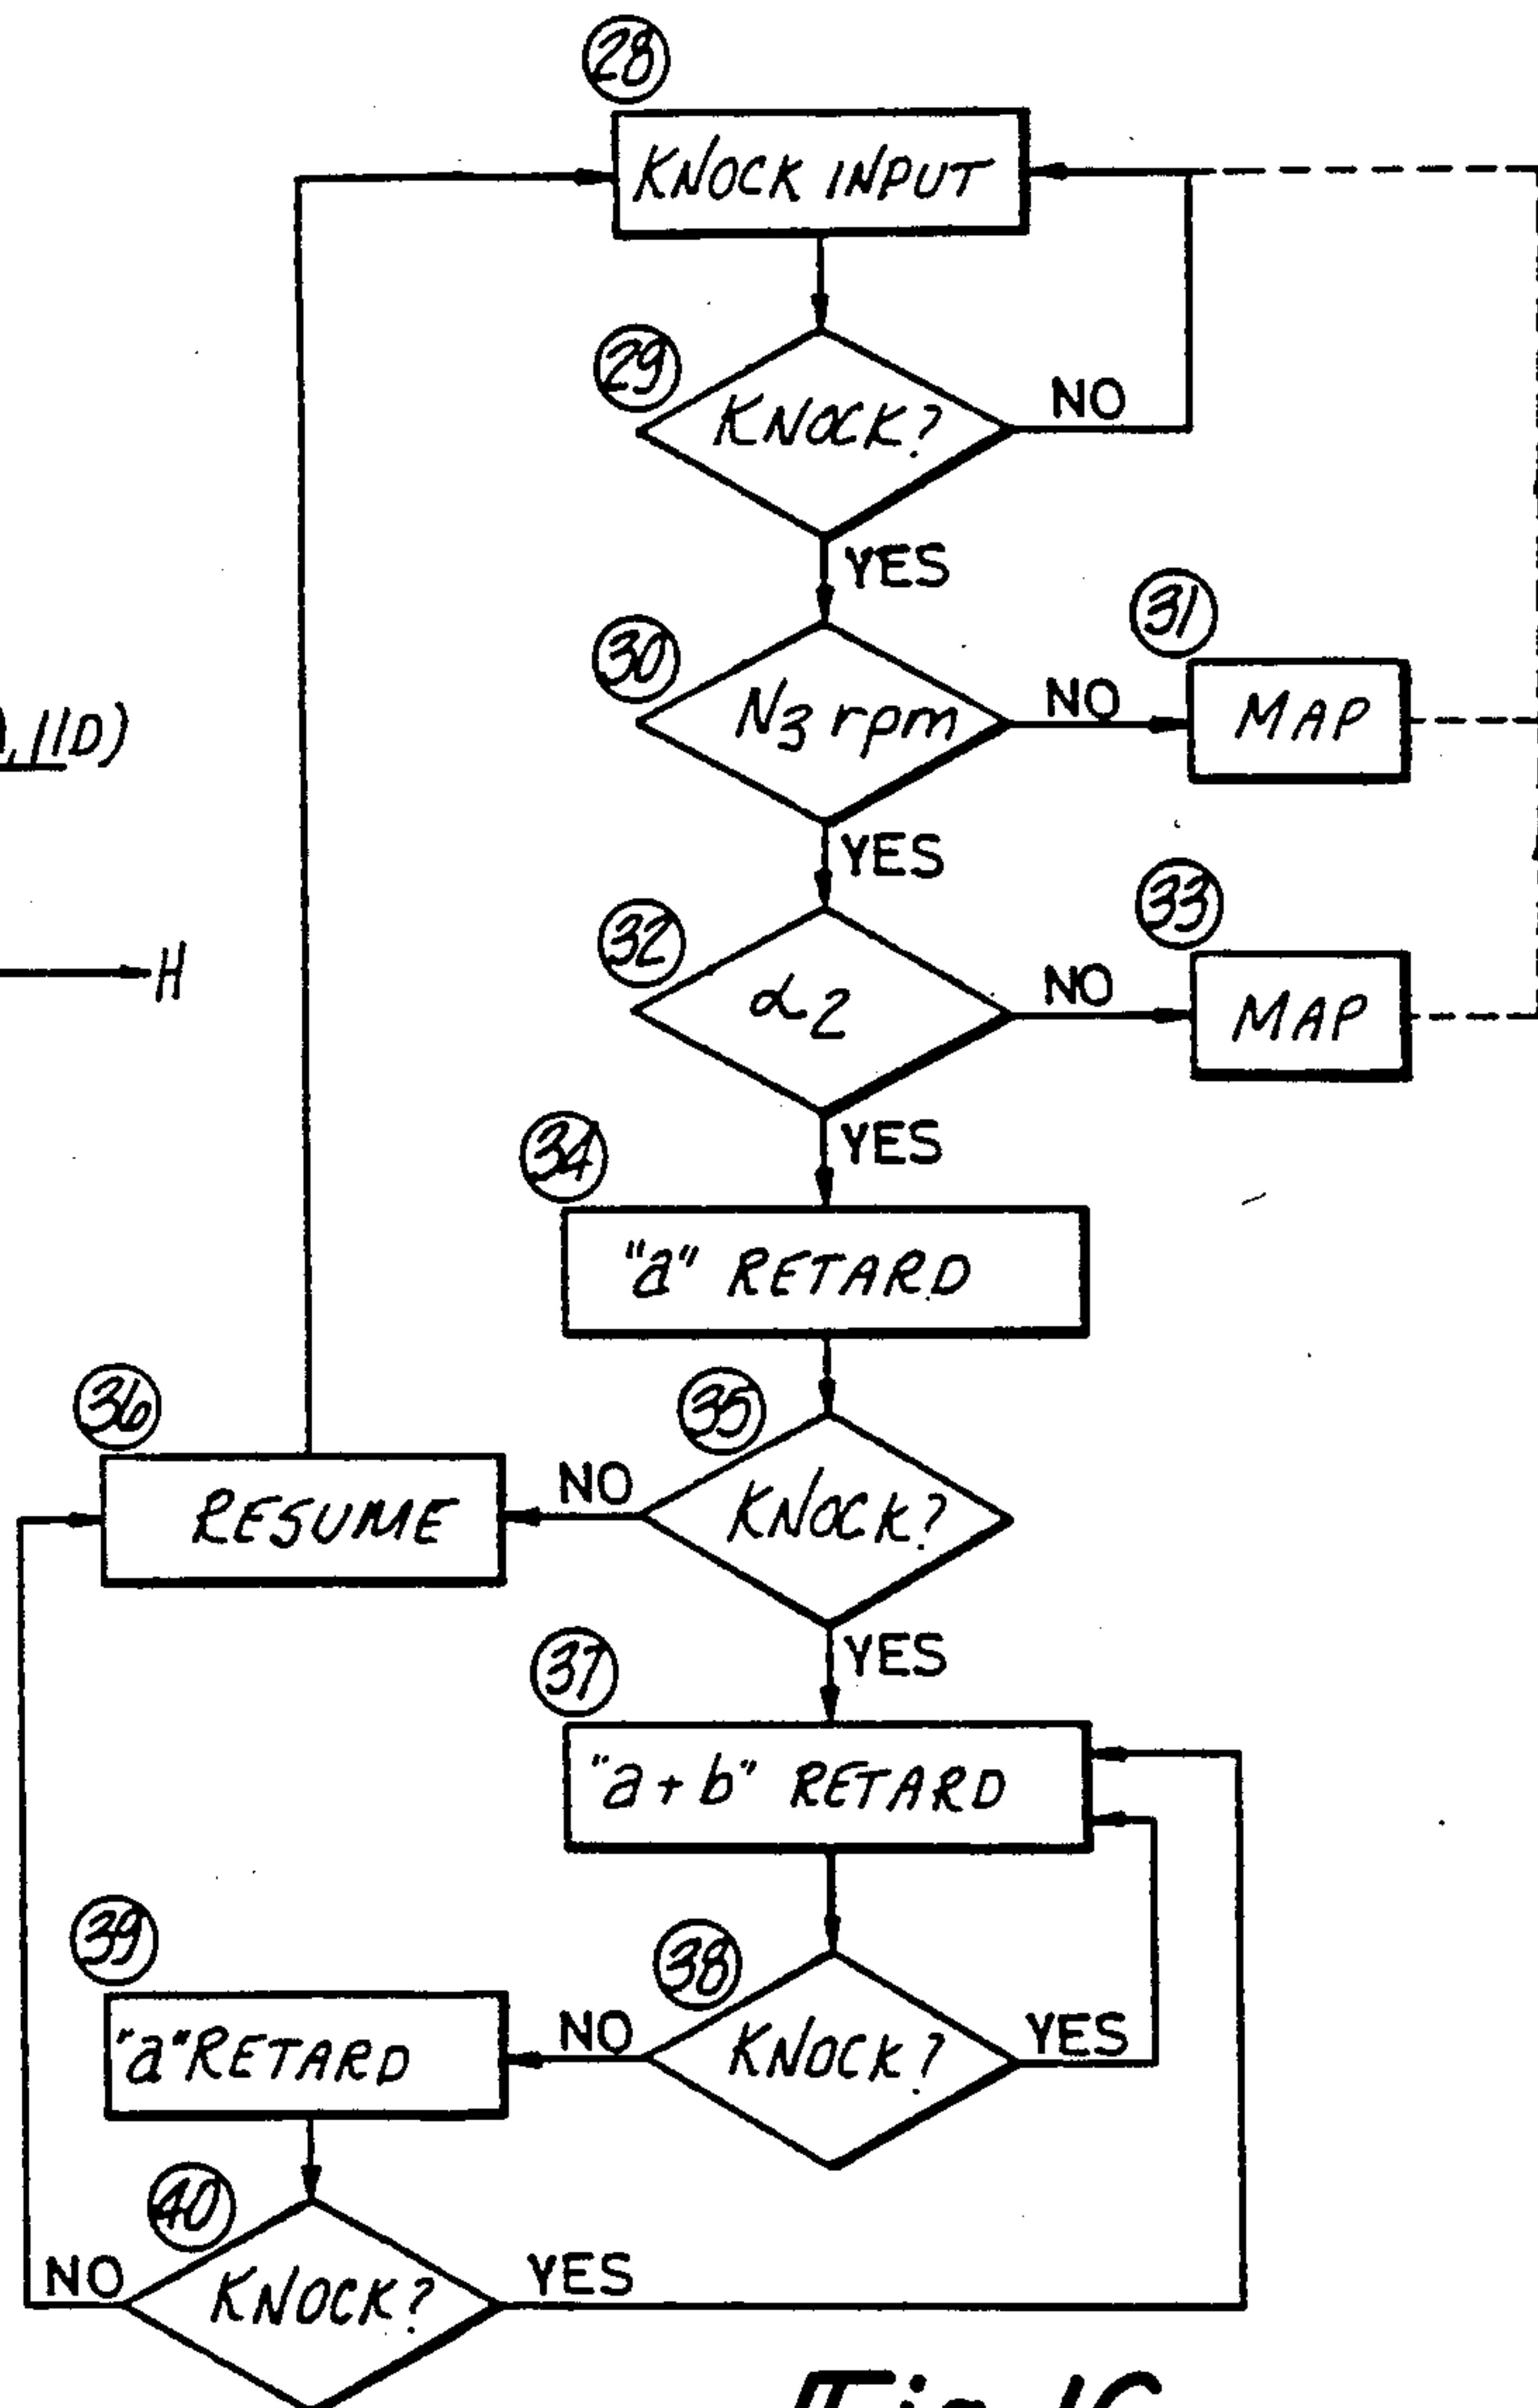 28
KNOCK INPUT
29
KNOCK?
NO
YES
30
N3 rpm
NO
31
MAP
YES
32
α2
NO
33
MAP
YES
34
"a" RETARD
35
KNOCK?
NO
36
RESUME
YES
37
"a+b" RETARD
38
KNOCK?
YES
NO
39
"a" RETARD
40
KNOCK?
NO
YES
11D)
H